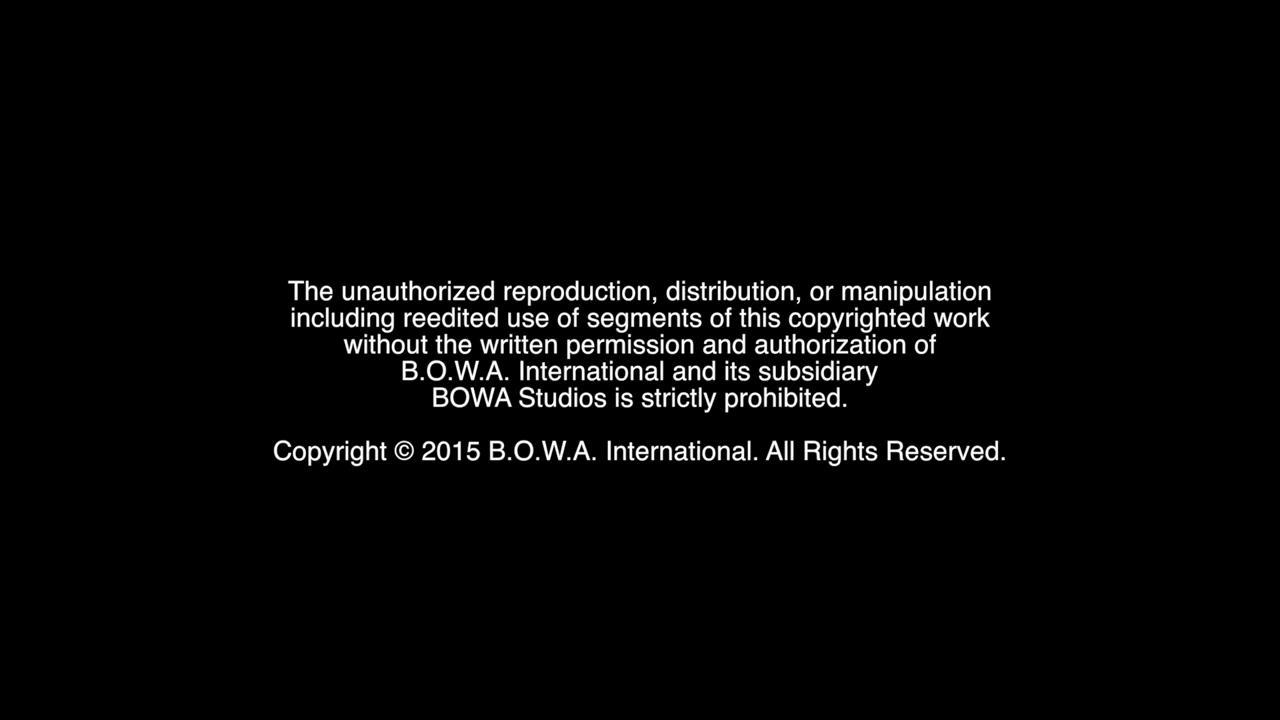 The unauthorized reproduction, distribution, or manipulation
including reedited use of segments of this copyrighted work
without the written permission and authorization of
B.O.W.A. International and its subsidiary
BOWA Studios is strictly prohibited.
Copyright © 2015 B.O.W.A. International. All Rights Reserved.